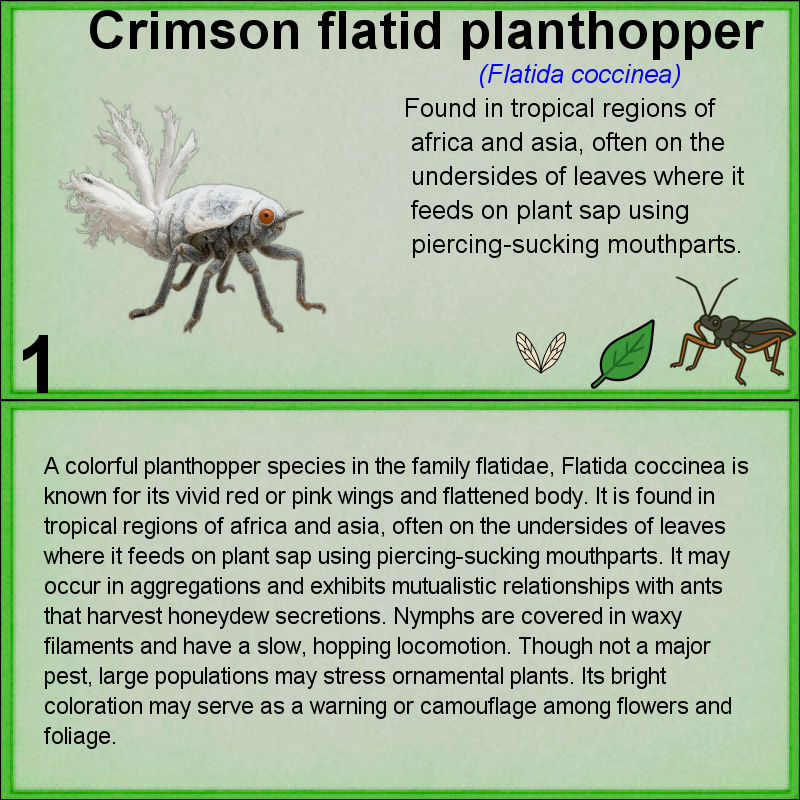 Crimson flatid planthopper
(Flatida coccinea)
Found in tropical regions of
africa and asia, often on the
undersides of leaves where it
feeds on plant sap using
piercing-sucking mouthparts.
1
A colorful planthopper species in the family flatidae, Flatida coccinea is
known for its vivid red or pink wings and flattened body. It is found in
tropical regions of africa and asia, often on the undersides of leaves
where it feeds on plant sap using piercing-sucking mouthparts. It may
occur in aggregations and exhibits mutualistic relationships with ants
that harvest honeydew secretions. Nymphs are covered in waxy
filaments and have a slow, hopping locomotion. Though not a major
pest, large populations may stress ornamental plants. Its bright
coloration may serve as a warning or camouflage among flowers and
foliage.